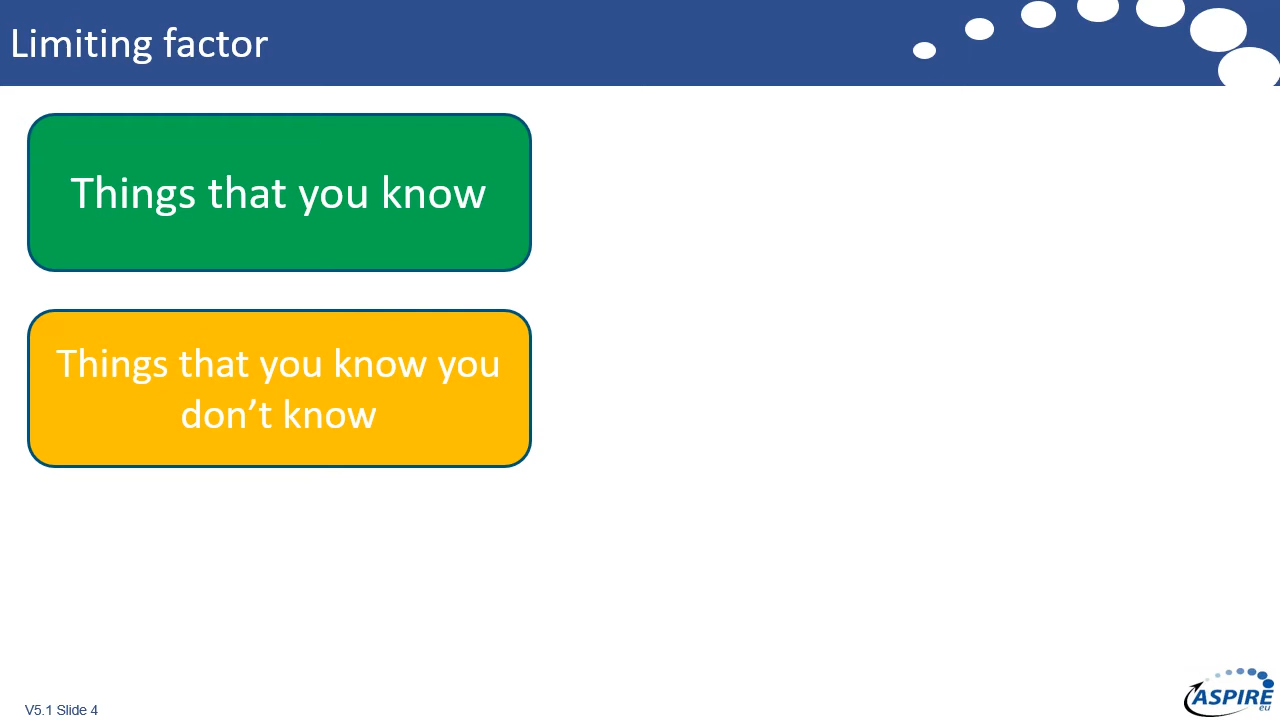 Limiting factor
Things that you know
Things that you know you
don’t know
V5.1 Slide 4
ASPIRE
eu